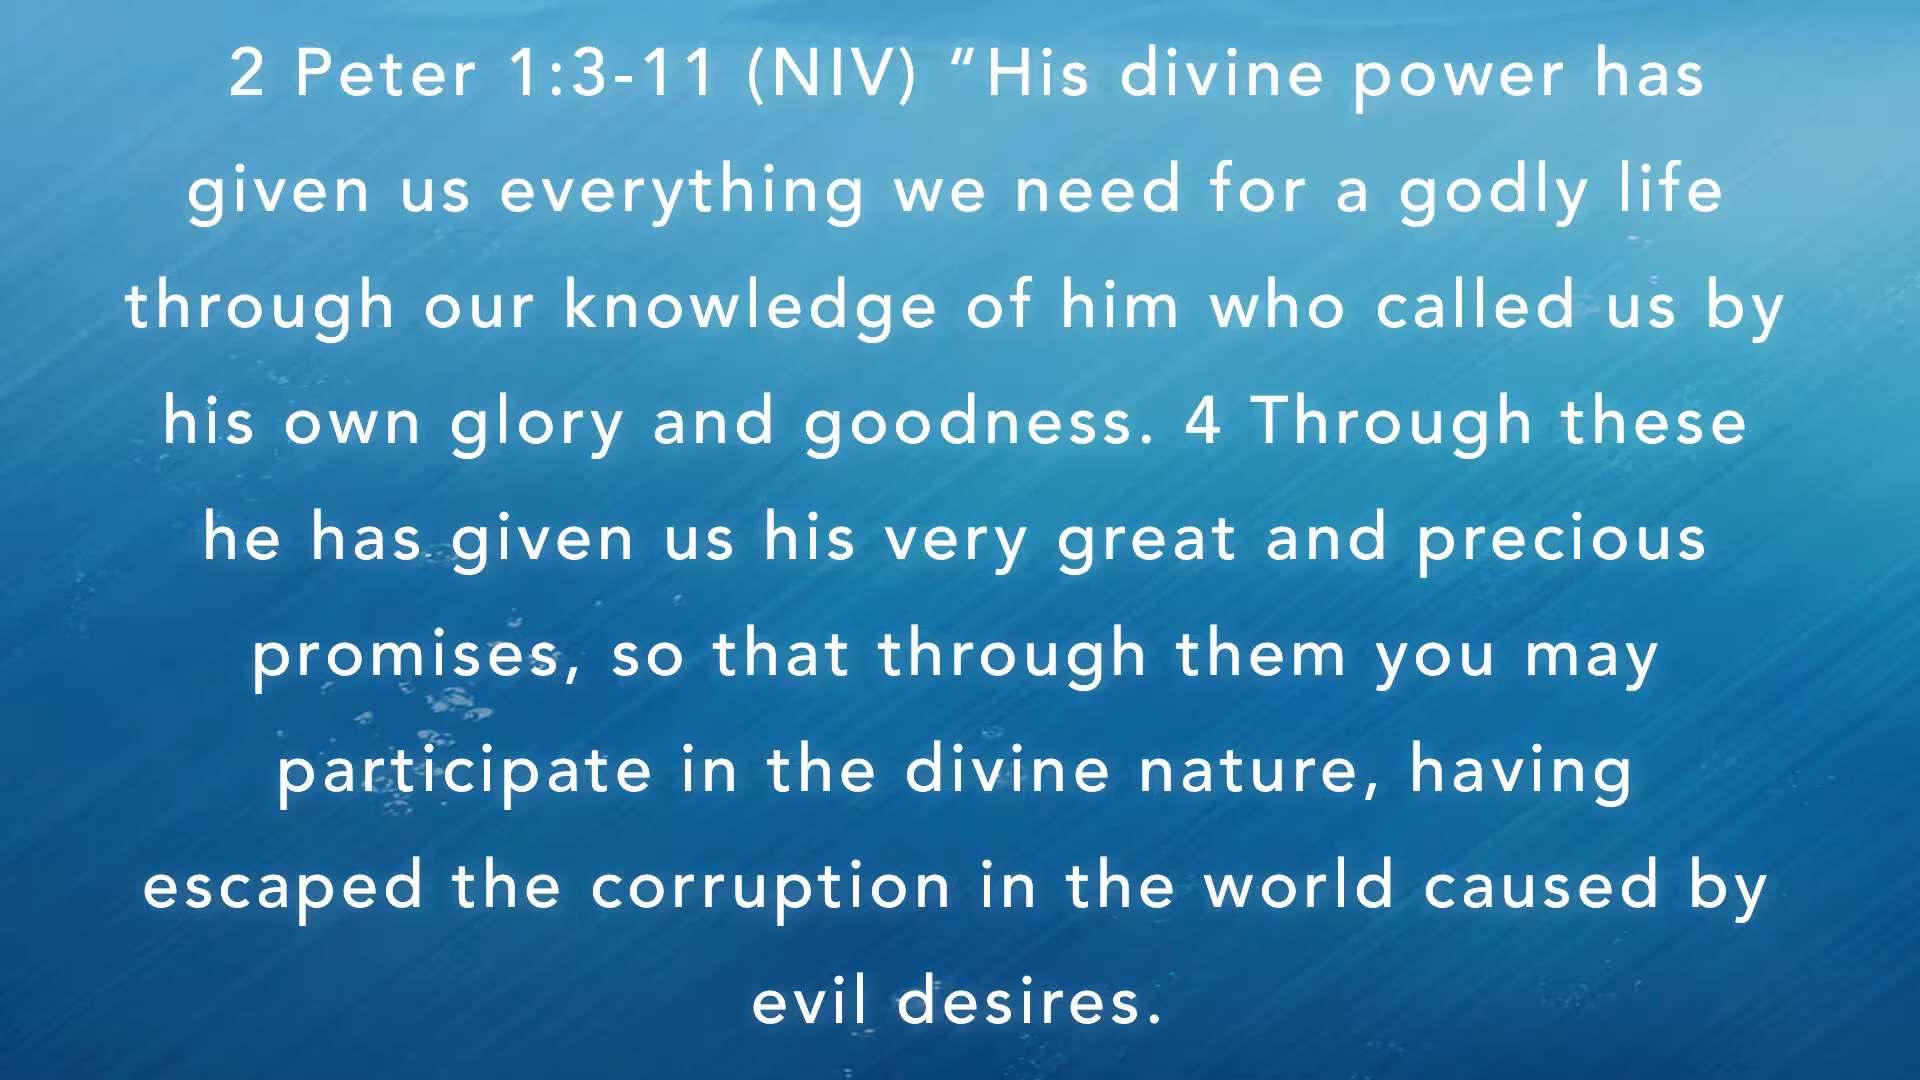 2 Peter 1:3-11 (NIV) “His divine power has
given us everything we need for a godly life
through our knowledge of him who called us by
his own glory and goodness. 4 Through these
he has given us his very great and precious
promises, so that through them you may
participate in the divine nature, having
escaped the corruption in the world caused by
evil desires.